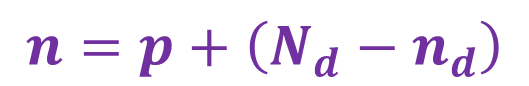 n = p + (N_d − n_d)